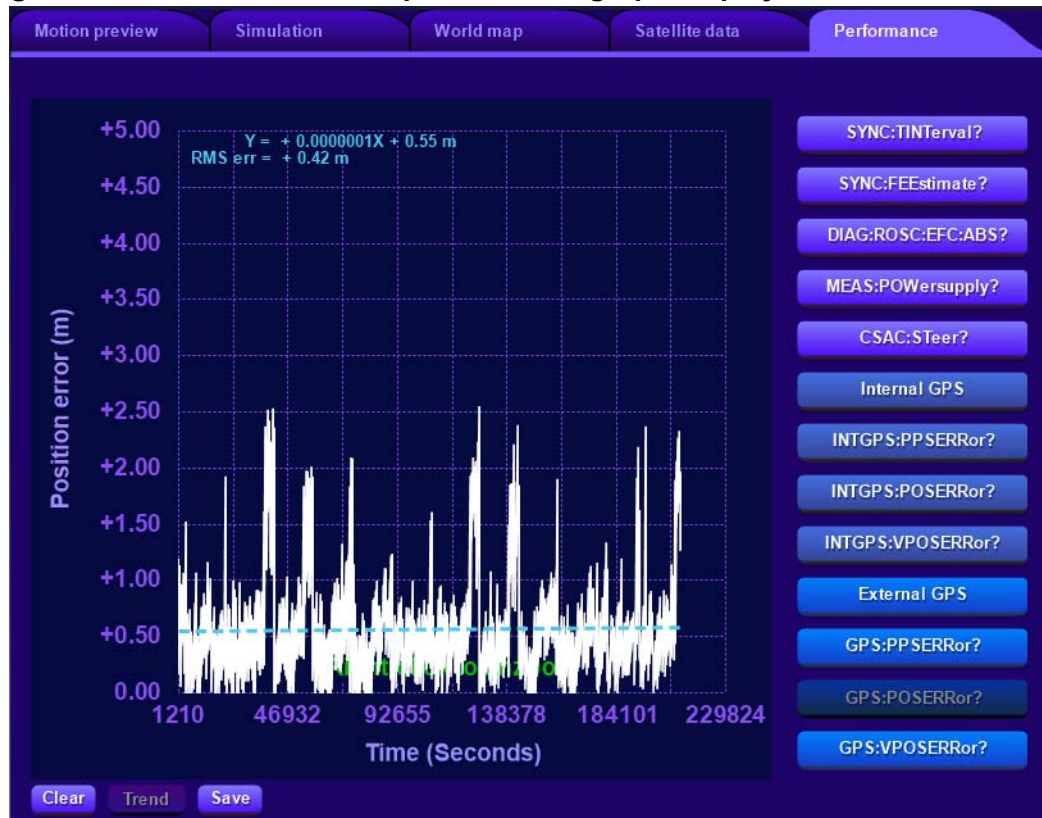 Motion preview Simulation World map Satellite data Performance
+5.00
Y = + 0.0000001X + 0.55 m
RMS err = + 0.42 m
+4.50
+4.00
+3.50
+3.00
+2.50
+2.00
+1.50
+1.00
+0.50
0.00
Position error (m)
1210 46932 92655 138378 184101 229824
Time (Seconds)
SYNC:TINTerval?
SYNC:FEEstimate?
DIAG:ROSC:EFC:ABS?
MEAS:POWersupply?
CSAC:STeer?
Internal GPS
INTGPS:PPSERRor?
INTGPS:POSERRor?
INTGPS:VPOSERRor?
External GPS
GPS:PPSERRor?
GPS:POSERRor?
GPS:VPOSERRor?
Clear Trend Save